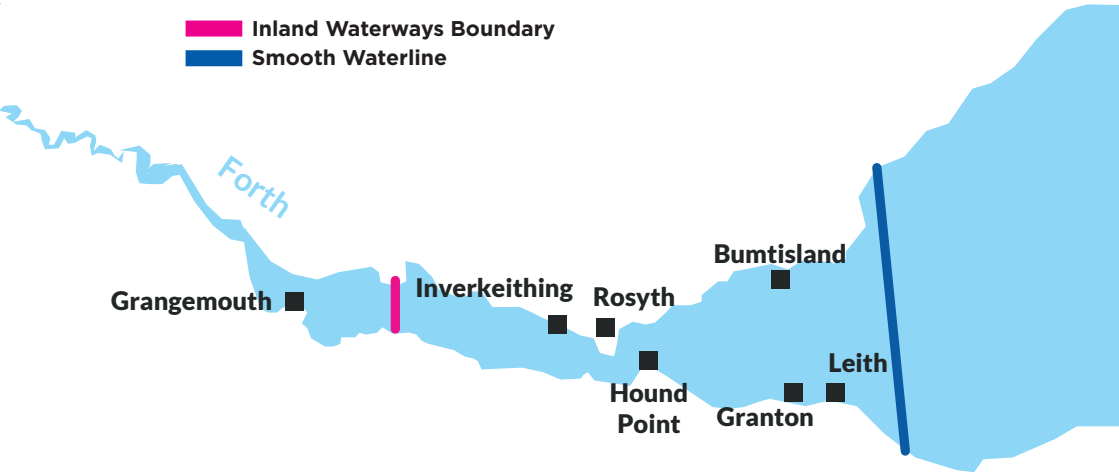 Inland Waterways Boundary
Smooth Waterline
Forth
Bumtisland
Inverkeithing
Rosyth
Grangemouth
Leith
Hound
Point
Granton